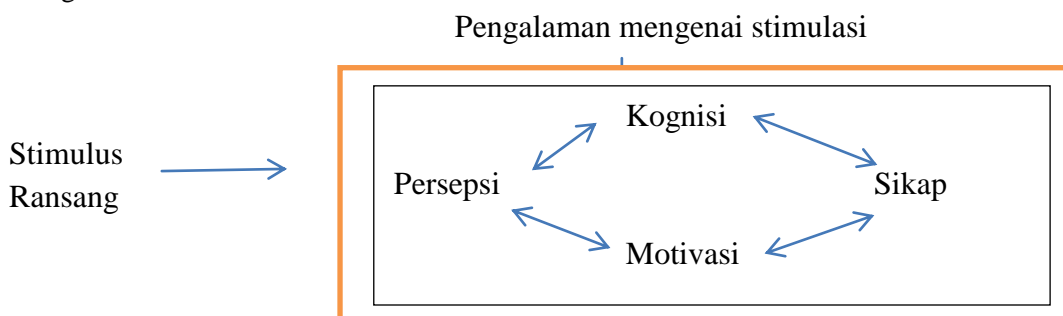 Pengalaman mengenai stimulasi
Kognisi
Stimulus
Ransang
Persepsi
Sikap
Motivasi